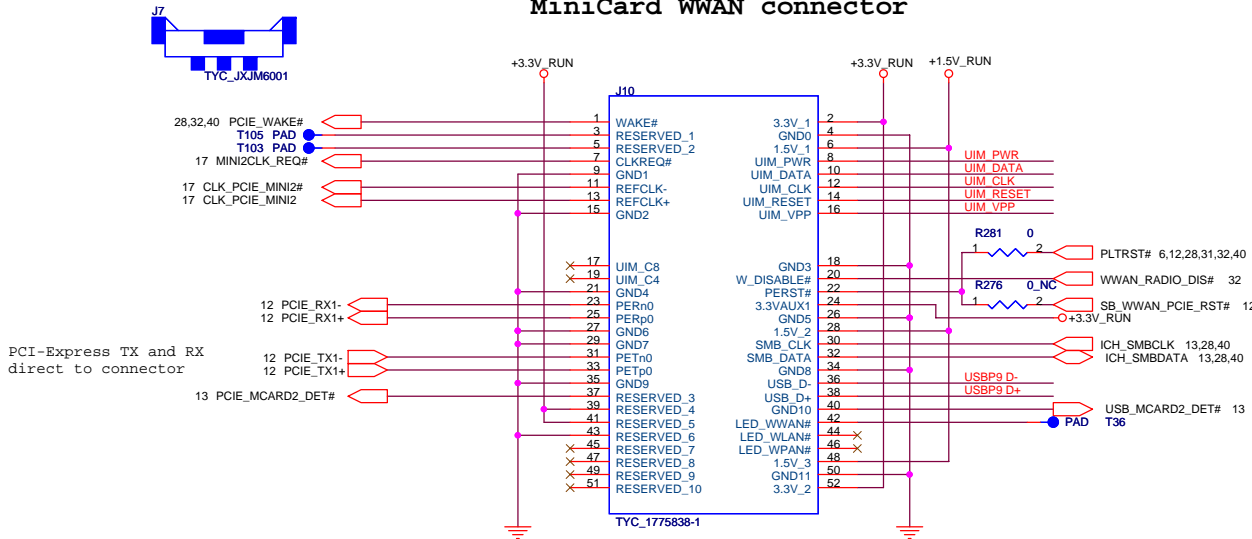 MiniCard WWAN connector
J7
TYC_JXJM6001
+3.3V_RUN
+3.3V_RUN
+1.5V_RUN
J10
28,32,40 PCIE_WAKE#
1
WAKE#
3.3V_1
2
T105 PAD
3
RESERVED_1
GND0
4
T103 PAD
5
RESERVED_2
1.5V_1
6
17 MINI2CLK_REQ#
7
CLKREQ#
UIM_PWR
8
UIM_PWR
9
GND1
UIM_DATA
10
UIM_DATA
17 CLK_PCIE_MINI2#
11
REFCLK-
UIM_CLK
12
UIM_CLK
17 CLK_PCIE_MINI2
13
REFCLK+
UIM_RESET
14
UIM_RESET
15
GND2
UIM_VPP
16
UIM_VPP
R281 0
1
2
PLTRST# 6,12,28,31,32,40
17
UIM_C8
GND3
18
19
UIM_C4
W_DISABLE#
20
WWAN_RADIO_DIS# 32
21
GND4
PERST#
22
R276 0_NC
1
2
SB_WWAN_PCIE_RST# 12
12 PCIE_RX1-
23
PERn0
3.3VAUX1
24
+3.3V_RUN
12 PCIE_RX1+
25
PERp0
GND5
26
27
GND6
1.5V_2
28
29
GND7
SMB_CLK
30
ICH_SMBCLK 13,28,40
PCI-Express TX and RX
direct to connector
12 PCIE_TX1-
31
PETn0
SMB_DATA
32
ICH_SMBDATA 13,28,40
12 PCIE_TX1+
33
PETp0
GND8
34
35
GND9
USB_D-
36
USBP9 D-
13 PCIE_MCARD2_DET#
37
RESERVED_3
USB_D+
38
USBP9 D+
39
RESERVED_4
GND10
40
USB_MCARD2_DET# 13
41
RESERVED_5
LED_WWAN#
42
PAD T36
43
RESERVED_6
LED_WLAN#
44
45
RESERVED_7
LED_WPAN#
46
47
RESERVED_8
1.5V_3
48
49
RESERVED_9
GND11
50
51
RESERVED_10
3.3V_2
52
TYC_1775838-1